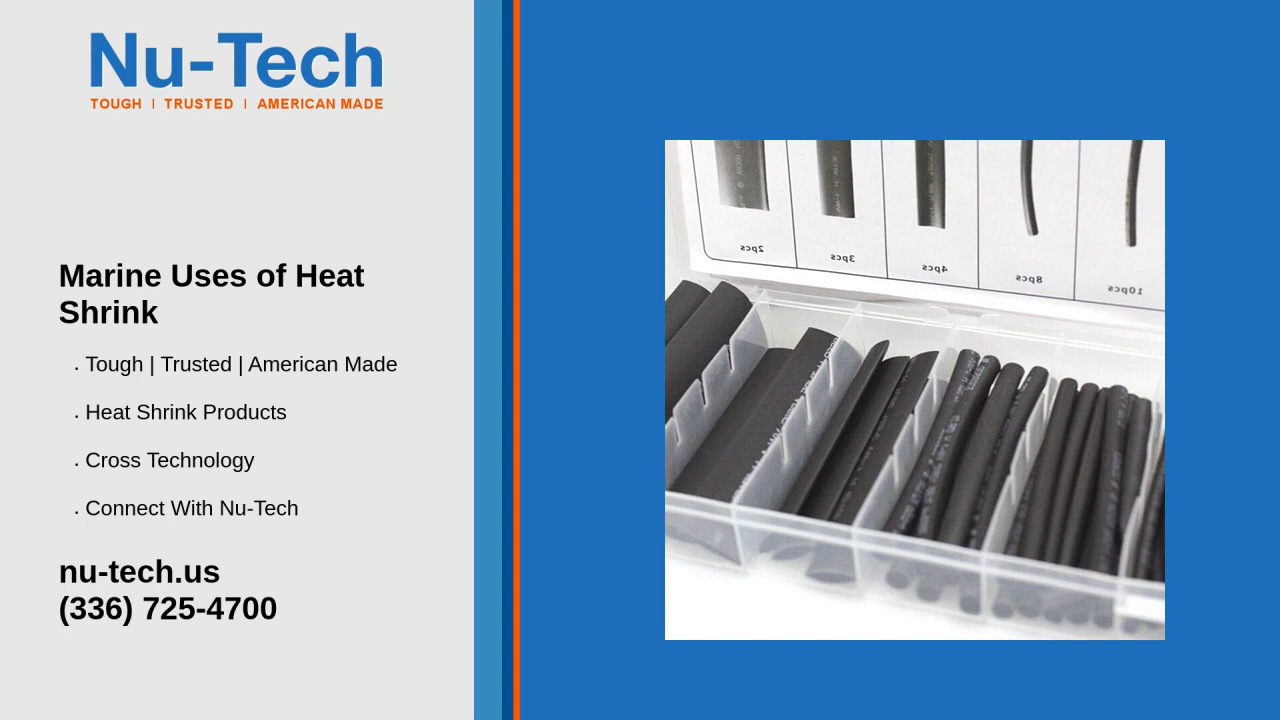 Nu-Tech
TOUGH | TRUSTED | AMERICAN MADE
Marine Uses of Heat
Shrink
. Tough | Trusted | American Made
. Heat Shrink Products
. Cross Technology
. Connect With Nu-Tech
nu-tech.us
(336) 725-4700
2pcs
3pcs
4pcs
8pcs
10pcs